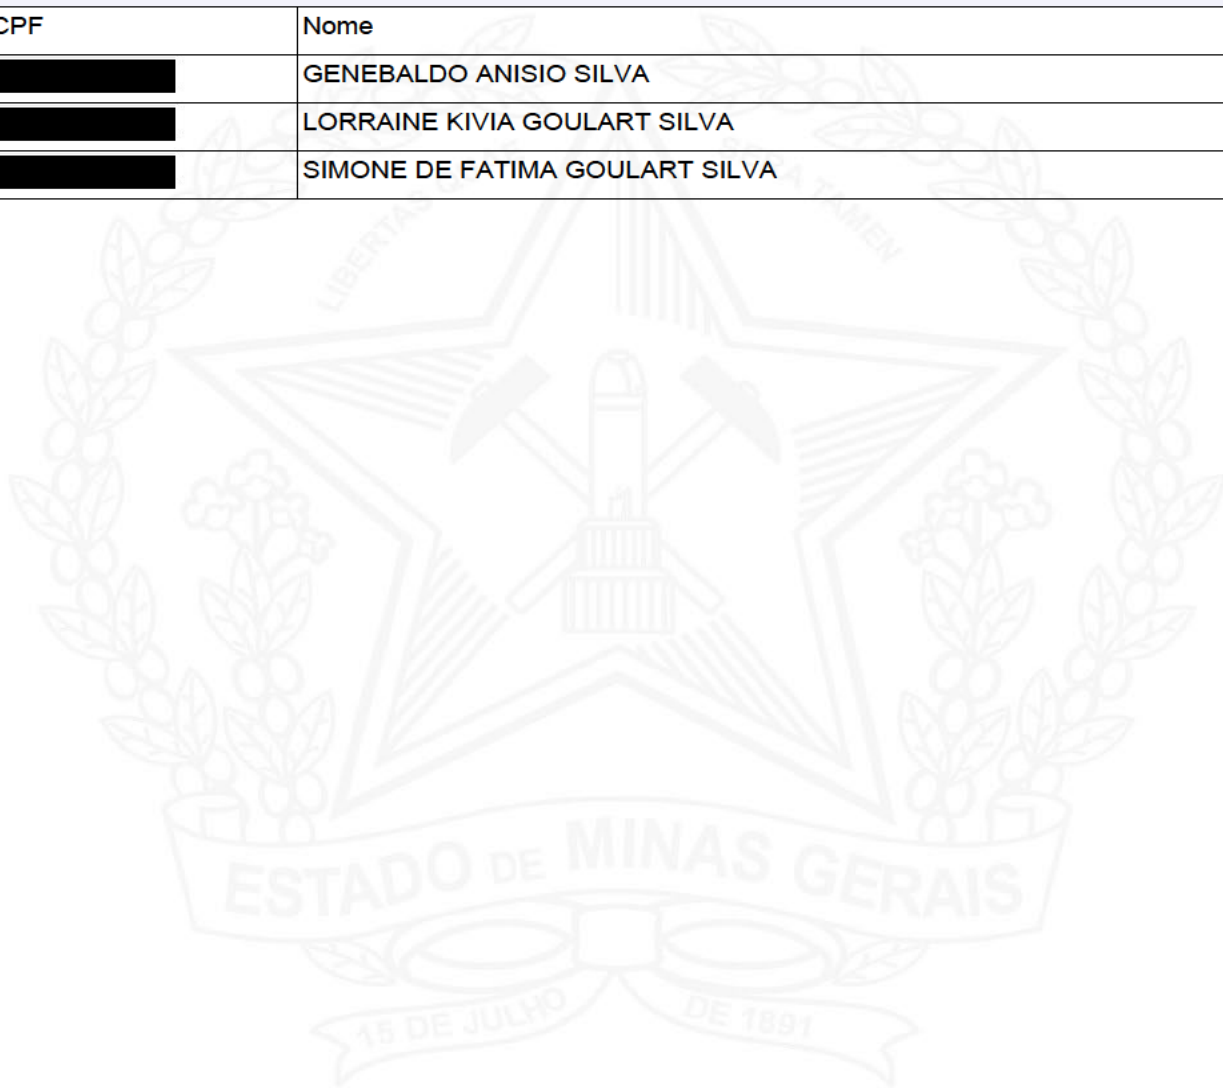 CPF Nome
GENEBALDO ANISIO SILVA
LORRAINE KIVIA GOULART SILVA
SIMONE DE FATIMA GOULART SILVA
LIBERTAS SERA TAMEN
ESTADO DE MINAS GERAIS
15 DE JULHO DE 1891